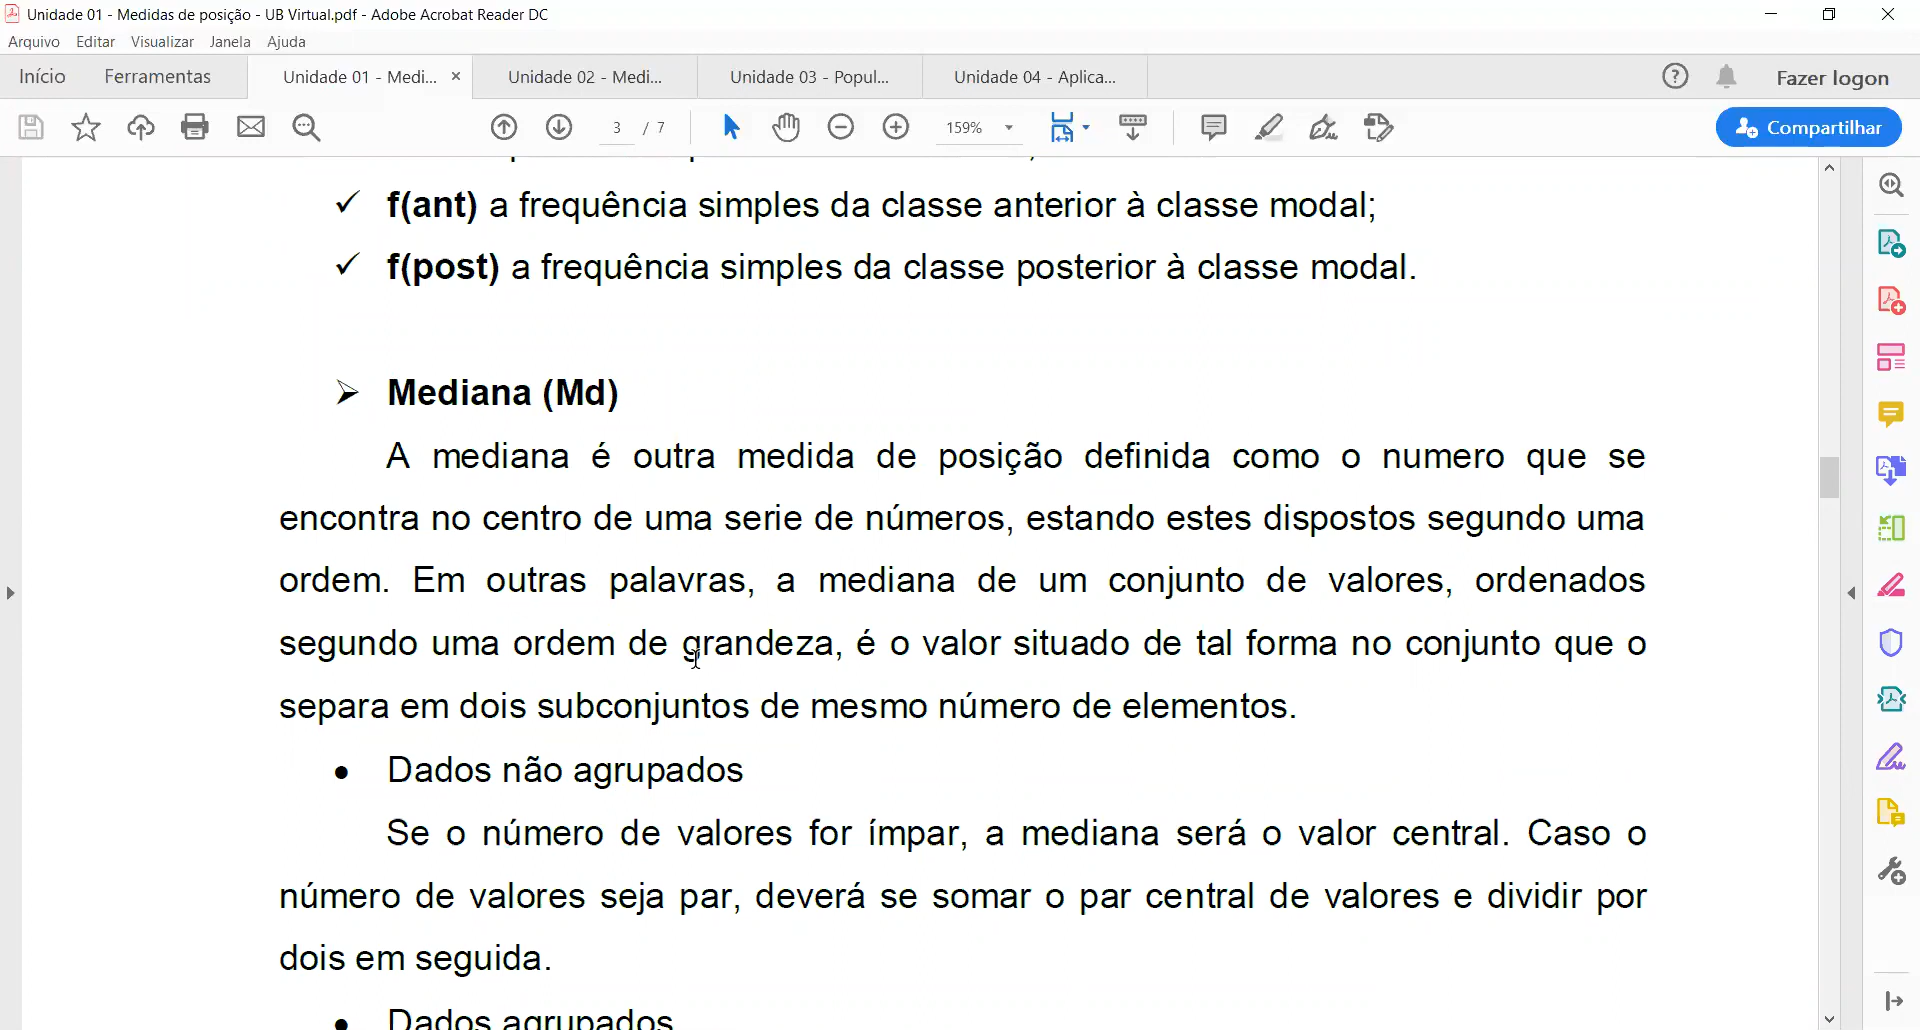 Unidade 01 - Medidas de posição - UB Virtual.pdf - Adobe Acrobat Reader DC
Arquivo Editar Visualizar Janela Ajuda
Início Ferramentas Unidade 01 - Medi... × Unidade 02 - Medi... Unidade 03 - Popul... Unidade 04 - Aplica... Fazer logon
3 / 7 159% Compartilhar
✓ f(ant) a frequência simples da classe anterior à classe modal;
✓ f(post) a frequência simples da classe posterior à classe modal.
➢ Mediana (Md)
A mediana é outra medida de posição definida como o numero que se
encontra no centro de uma serie de números, estando estes dispostos segundo uma
ordem. Em outras palavras, a mediana de um conjunto de valores, ordenados
segundo uma ordem de grandeza, é o valor situado de tal forma no conjunto que o
separa em dois subconjuntos de mesmo número de elementos.
• Dados não agrupados
Se o número de valores for ímpar, a mediana será o valor central. Caso o
número de valores seja par, deverá se somar o par central de valores e dividir por
dois em seguida.
• Dados agrupados